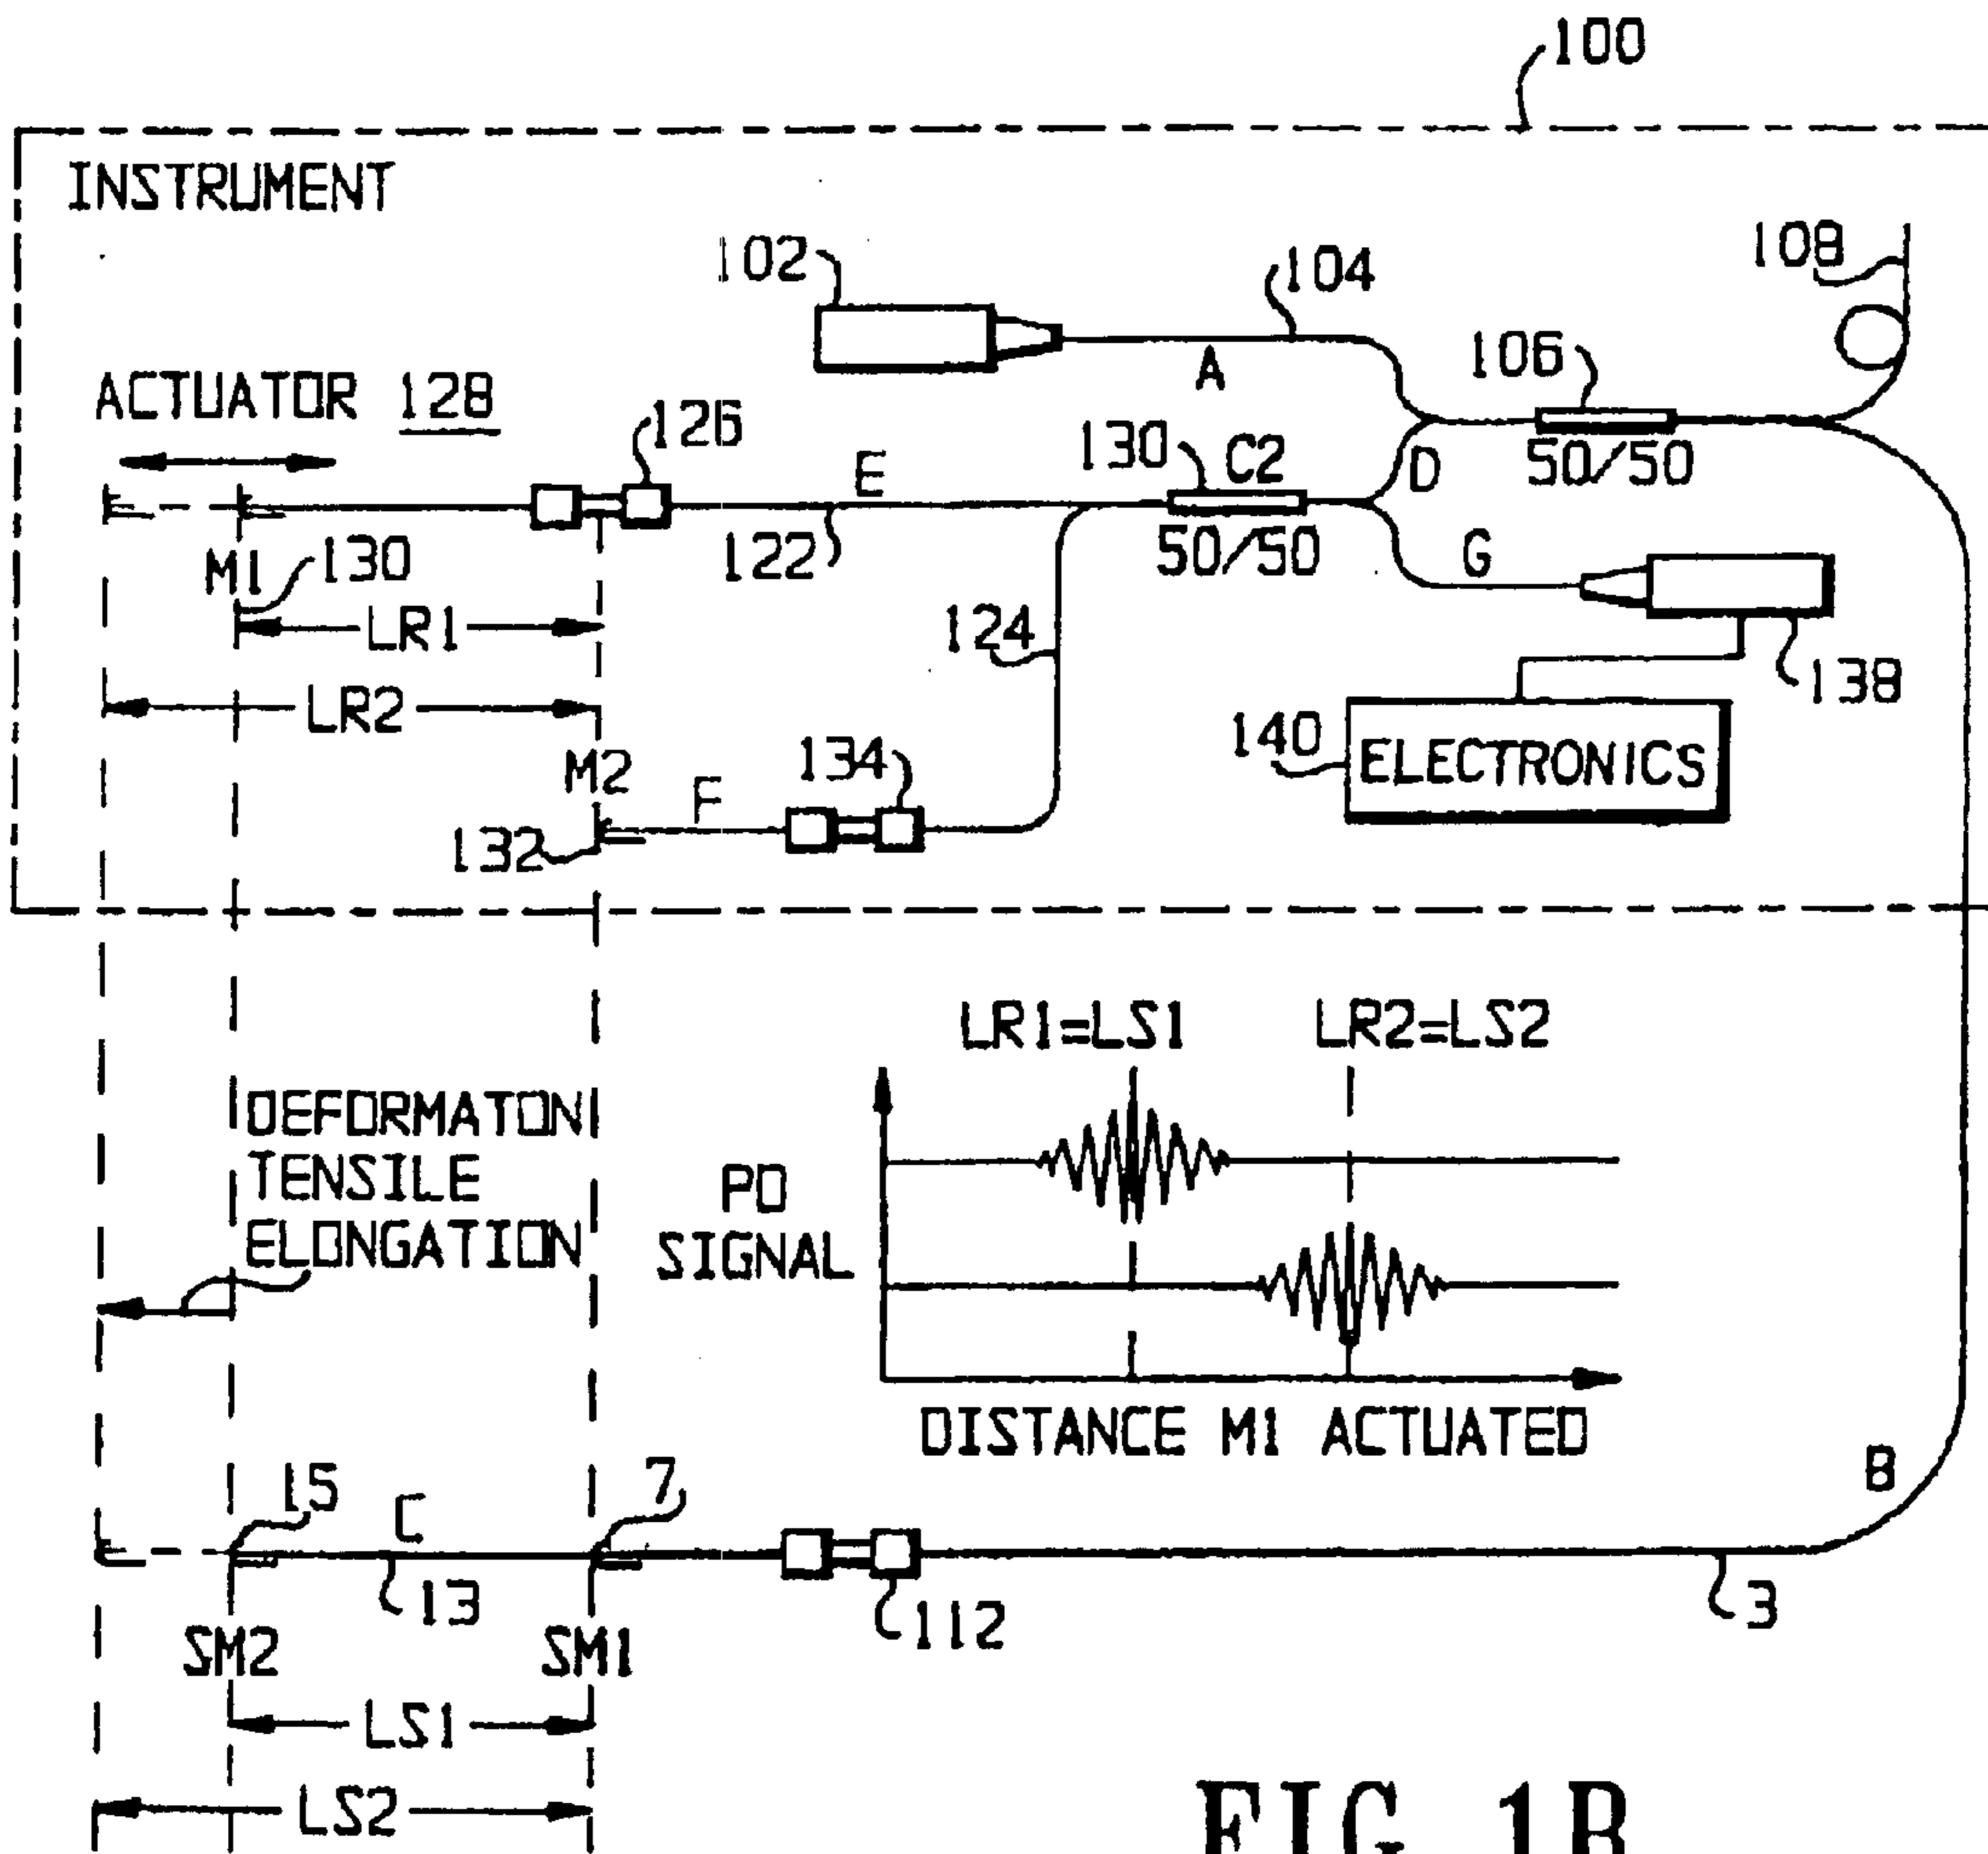 100
INSTRUMENT
102
104
108
A
106
ACTUATOR 128
126
E
130 C2
D
50/50
122
50/50
G
M1 130
LR1
124
138
LR2
140 ELECTRONICS
M2
F
134
132
LR1=LS1 LR2=LS2
DEFORMATON
TENSILE
ELONGATION
PD
SIGNAL
DISTANCE M1 ACTUATED
B
15
C
7
13
112
3
SM2 SM1
LS1
LS2
FIG. 1B